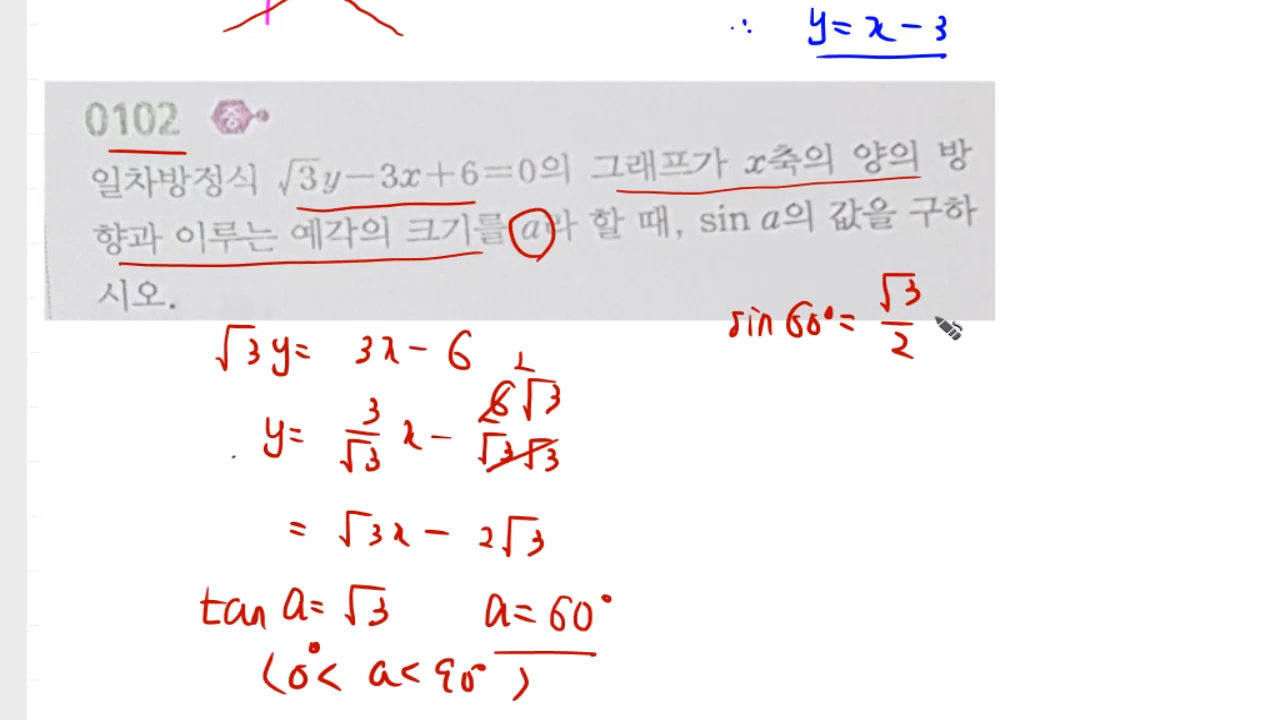 ∴ y = x - 3
0102 중
일차방정식 √3y-3x+6=0의 그래프가 x축의 양의 방
향과 이루는 예각의 크기를 a라 할 때, sin a의 값을 구하
시오.
sin 60° = √3/2
√3 y = 3x - 6
y = 3/√3 x - 6√3/√3√3 2
= √3x - 2√3
tan a = √3 a = 60°
(0° < a < 90°)